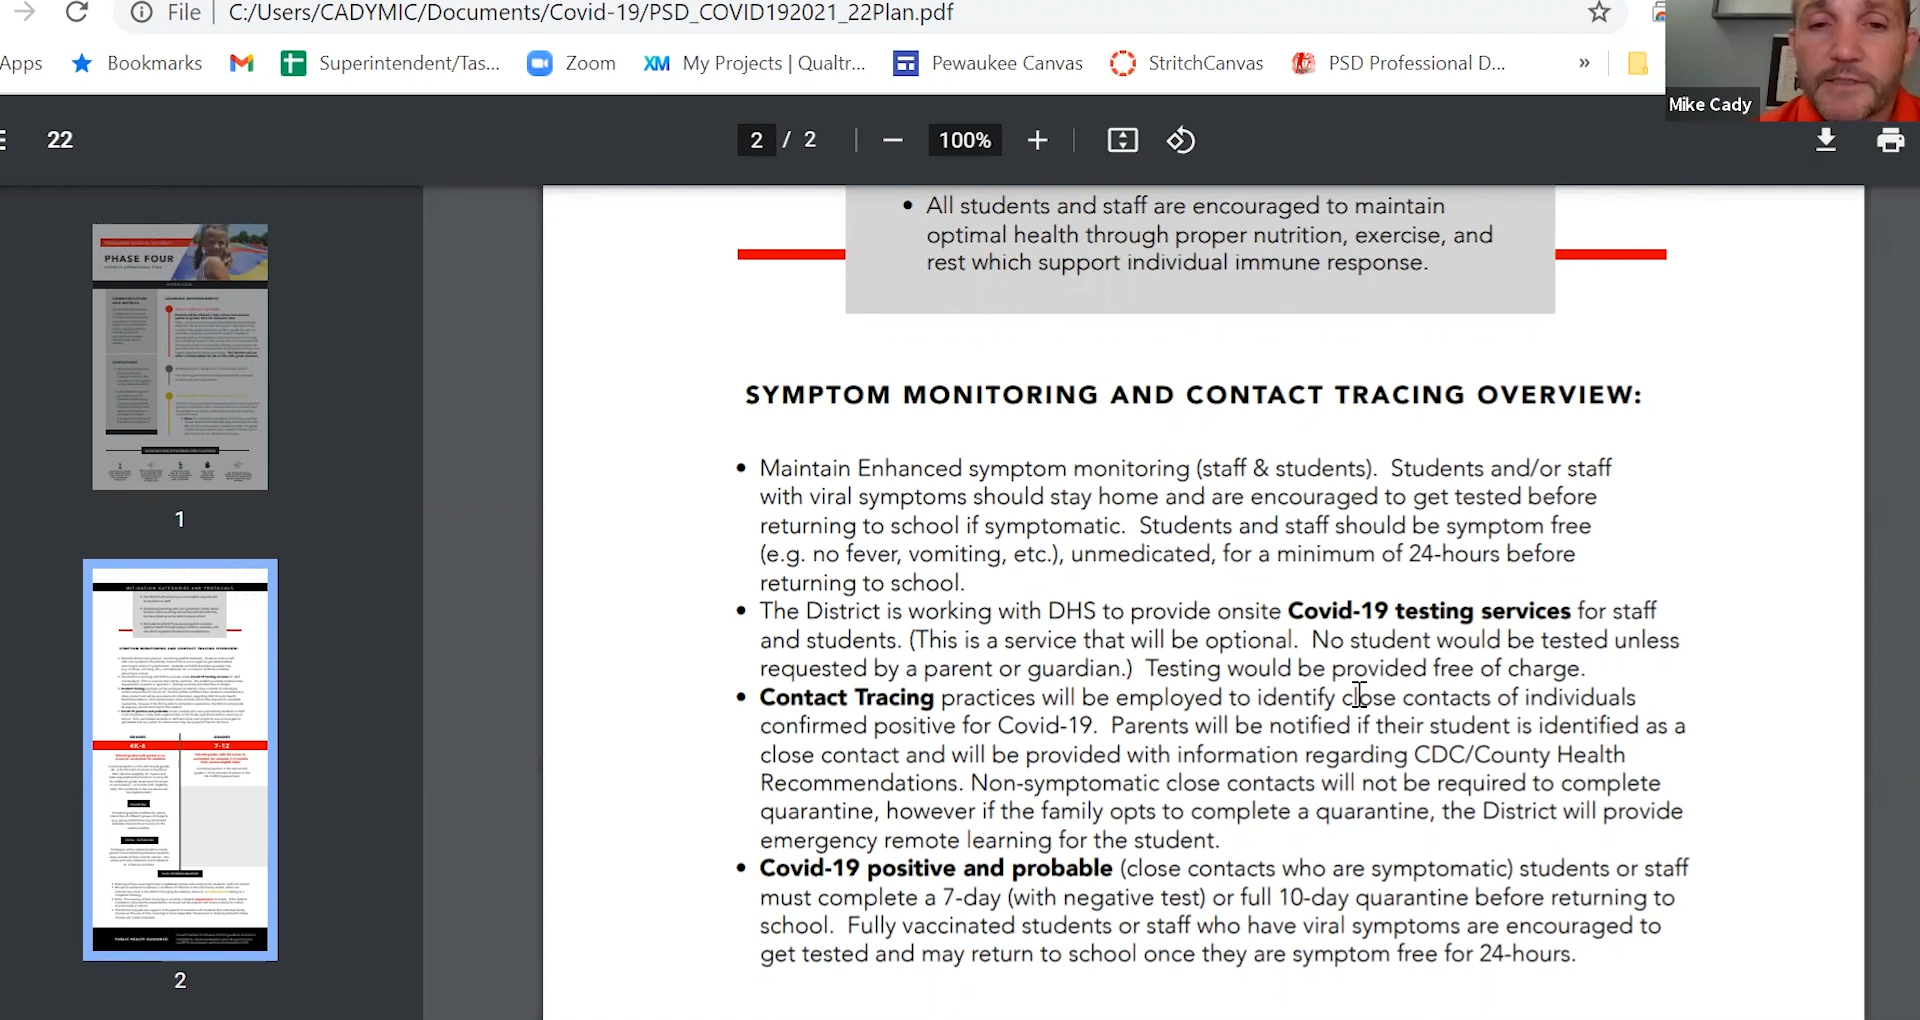 File | C:/Users/CADYMIC/Documents/Covid-19/PSD_COVID192021_22Plan.pdf
Apps Bookmarks Superintendent/Tas... Zoom XM My Projects | Qualtr... Pewaukee Canvas StritchCanvas PSD Professional D... »
Mike Cady
22 2 / 2 100%
PHASE FOUR
1
2
• All students and staff are encouraged to maintain
optimal health through proper nutrition, exercise, and
rest which support individual immune response.
SYMPTOM MONITORING AND CONTACT TRACING OVERVIEW:
• Maintain Enhanced symptom monitoring (staff & students). Students and/or staff
with viral symptoms should stay home and are encouraged to get tested before
returning to school if symptomatic. Students and staff should be symptom free
(e.g. no fever, vomiting, etc.), unmedicated, for a minimum of 24-hours before
returning to school.
• The District is working with DHS to provide onsite Covid-19 testing services for staff
and students. (This is a service that will be optional. No student would be tested unless
requested by a parent or guardian.) Testing would be provided free of charge.
• Contact Tracing practices will be employed to identify close contacts of individuals
confirmed positive for Covid-19. Parents will be notified if their student is identified as a
close contact and will be provided with information regarding CDC/County Health
Recommendations. Non-symptomatic close contacts will not be required to complete
quarantine, however if the family opts to complete a quarantine, the District will provide
emergency remote learning for the student.
• Covid-19 positive and probable (close contacts who are symptomatic) students or staff
must complete a 7-day (with negative test) or full 10-day quarantine before returning to
school. Fully vaccinated students or staff who have viral symptoms are encouraged to
get tested and may return to school once they are symptom free for 24-hours.